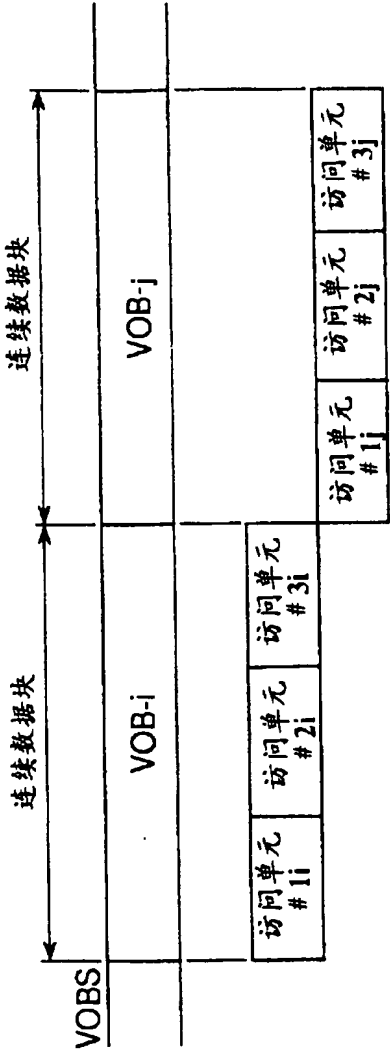 连续数据块
连续数据块
VOBS
VOB-i
VOB-j
访问单元
# 1i
访问单元
# 2i
访问单元
# 3i
访问单元
# 1j
访问单元
# 2j
访问单元
# 3j